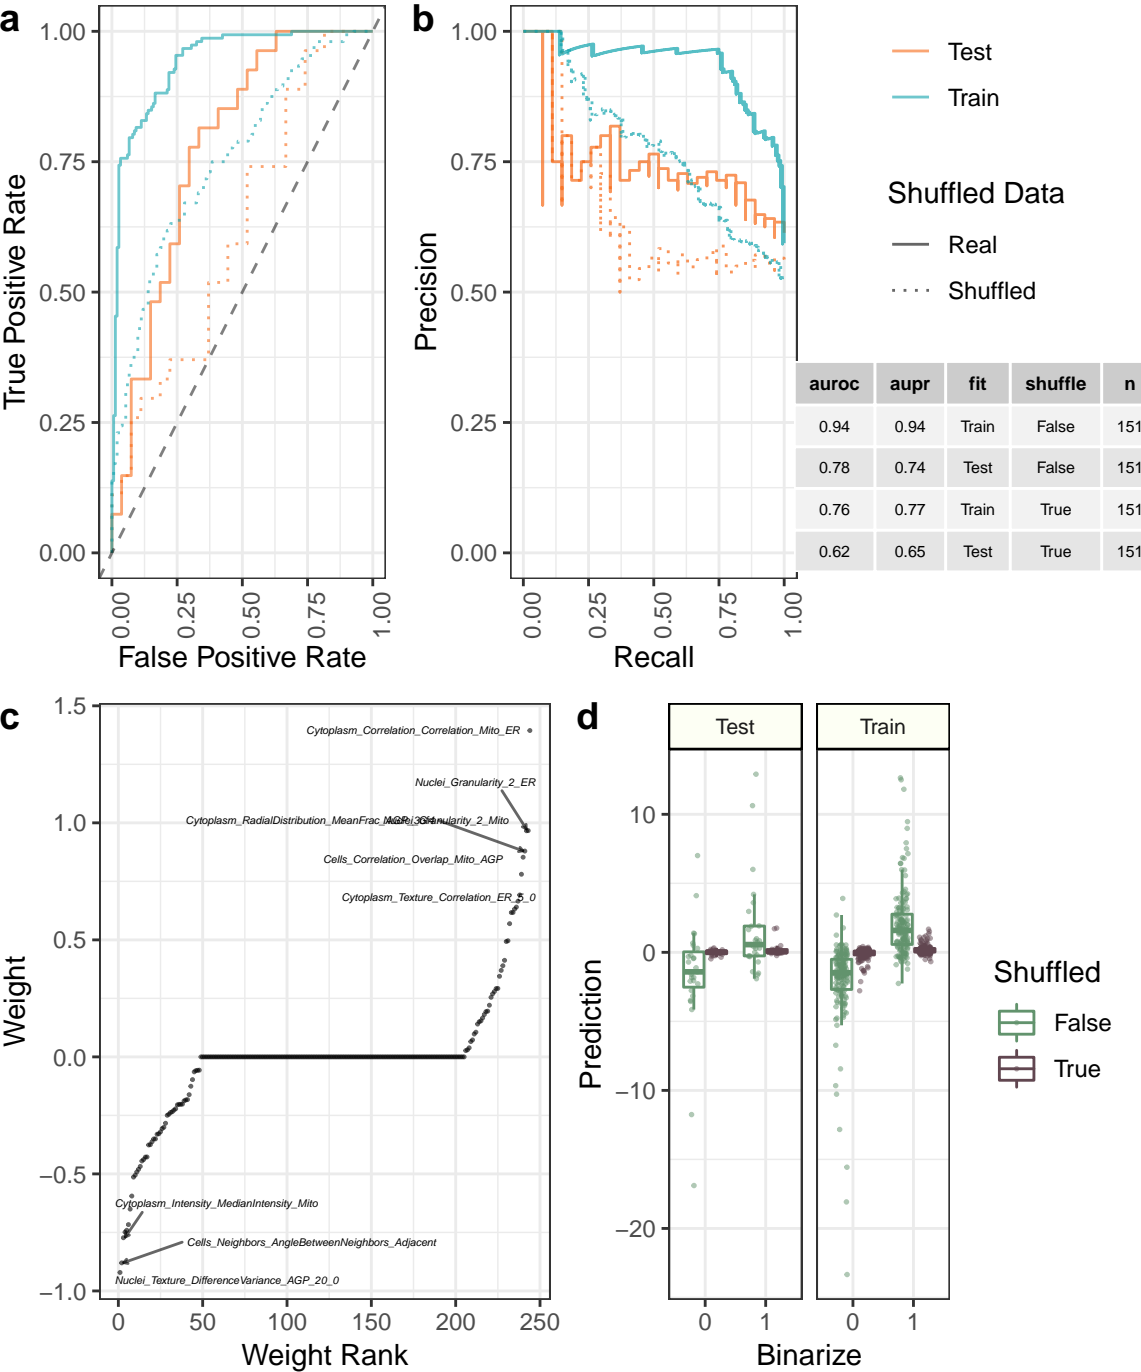 a
1.00
0.75
0.50
0.25
0.00
True Positive Rate
0.00
0.25
0.50
0.75
1.00
False Positive Rate
b
1.00
0.75
0.50
0.25
0.00
Precision
0.00
0.25
0.50
0.75
1.00
Recall
Test
Train
Shuffled Data
Real
Shuffled
auroc aupr fit shuffle n
0.94 0.94 Train False 151
0.78 0.74 Test False 151
0.76 0.77 Train True 151
0.62 0.65 Test True 151
c
1.5
1.0
0.5
0.0
−0.5
−1.0
Weight
Cytoplasm_Correlation_Correlation_Mito_ER
Nuclei_Granularity_2_ER
Cytoplasm_RadialDistribution_MeanFrac_AGP_3of4
Nuclei_Granularity_2_Mito
Cells_Correlation_Overlap_Mito_AGP
Cytoplasm_Texture_Correlation_ER_5_0
Cytoplasm_Intensity_MedianIntensity_Mito
Cells_Neighbors_AngleBetweenNeighbors_Adjacent
Nuclei_Texture_DifferenceVariance_AGP_20_0
0 50 100 150 200 250
Weight Rank
d
Test Train
10
0
−10
−20
Prediction
0 1 0 1
Binarize
Shuffled
False
True